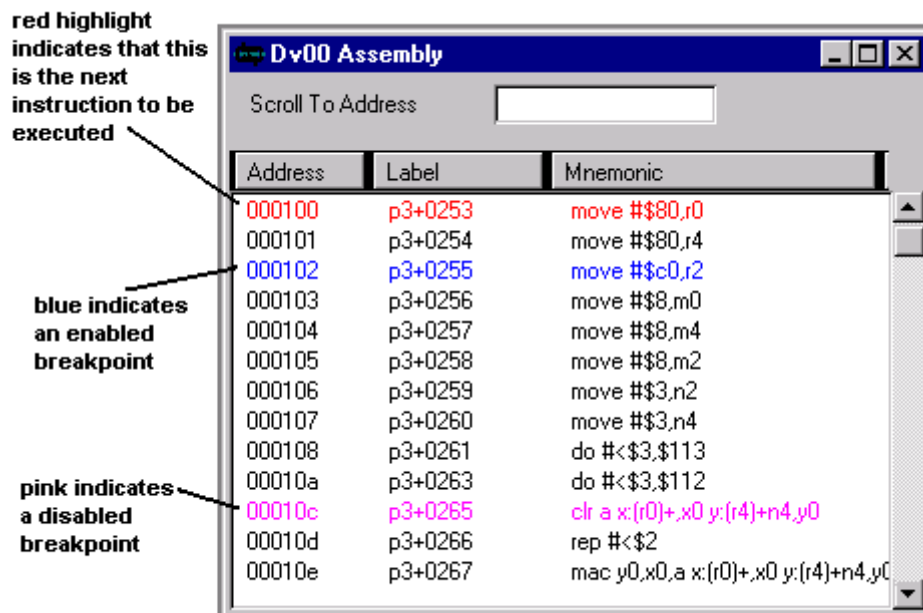 red highlight
indicates that this
is the next
instruction to be
executed
blue indicates
an enabled
breakpoint
pink indicates
a disabled
breakpoint
Dv00 Assembly
Scroll To Address
Address Label Mnemonic
000100 p3+0253 move #$80,r0
000101 p3+0254 move #$80,r4
000102 p3+0255 move #$c0,r2
000103 p3+0256 move #$8,m0
000104 p3+0257 move #$8,m4
000105 p3+0258 move #$8,m2
000106 p3+0259 move #$3,n2
000107 p3+0260 move #$3,n4
000108 p3+0261 do #<$3,$113
00010a p3+0263 do #<$3,$112
00010c p3+0265 clr a x:(r0)+,x0 y:(r4)+n4,y0
00010d p3+0266 rep #<$2
00010e p3+0267 mac y0,x0,a x:(r0)+,x0 y:(r4)+n4,y0